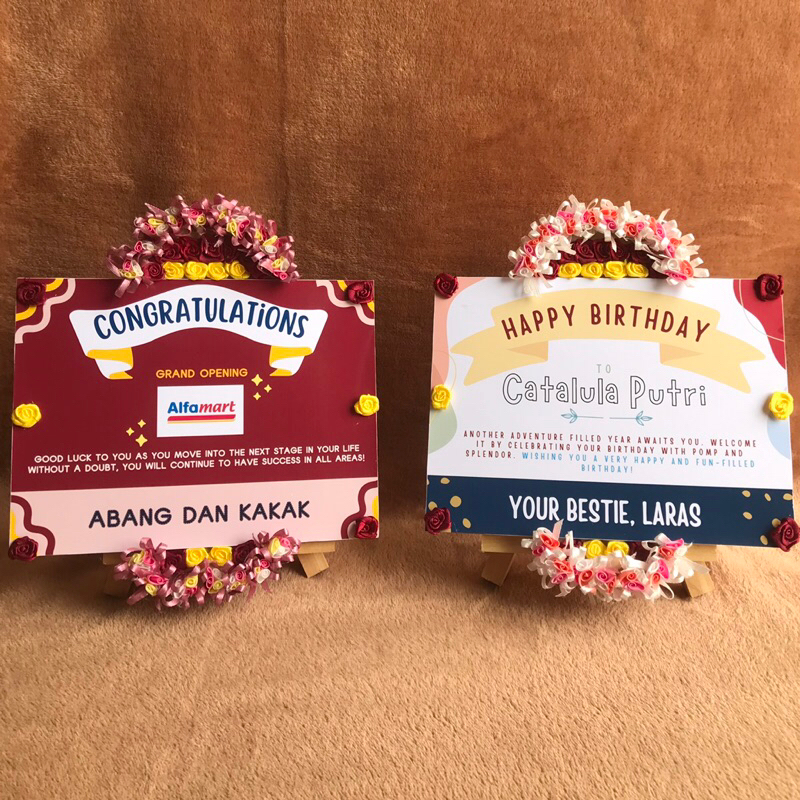 CONGRATULATIONS
GRAND OPENING
Alfamart
GOOD LUCK TO YOU AS YOU MOVE INTO THE NEXT STAGE IN YOUR LIFE
WITHOUT A DOUBT, YOU WILL CONTINUE TO HAVE SUCCESS IN ALL AREAS!
ABANG DAN KAKAK
HAPPY BIRTHDAY
TO
Catalula Putri
ANOTHER ADVENTURE FILLED YEAR AWAITS YOU. WELCOME
IT BY CELEBRATING YOUR BIRTHDAY WITH POMP AND
SPLENDOR. WISHING YOU A VERY HAPPY AND FUN-FILLED
BIRTHDAY!
YOUR BESTIE, LARAS